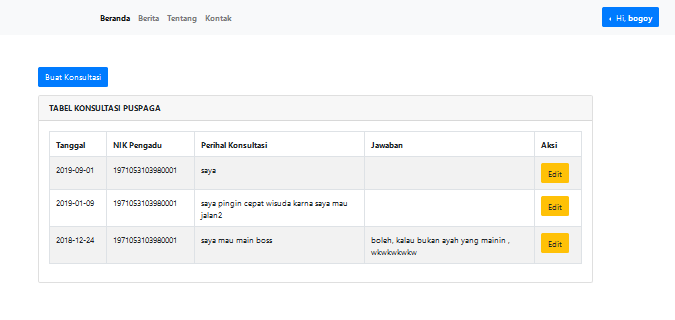 Beranda Berita Tentang Kontak Hi, bogoy
Buat Konsultasi
TABEL KONSULTASI PUSPAGA
Tanggal NIK Pengadu Perihal Konsultasi Jawaban Aksi
2019-09-01 1971053103980001 saya Edit
2019-01-09 1971053103980001 saya pingin cepat wisuda karna saya mau Edit
jalan2
2018-12-24 1971053103980001 saya mau main boss boleh, kalau bukan ayah yang mainin , Edit
wkwkwkwkw